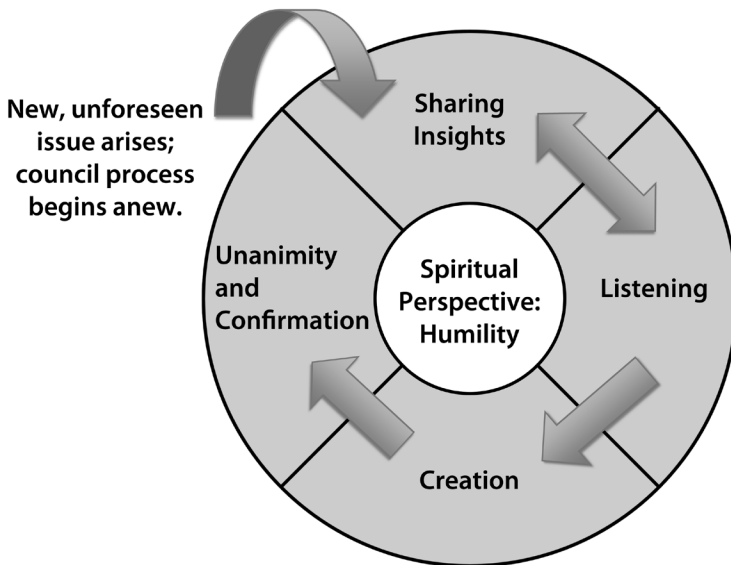 New, unforeseen
issue arises;
council process
begins anew.
Sharing
Insights
Listening
Creation
Unanimity
and
Confirmation
Spiritual
Perspective:
Humility